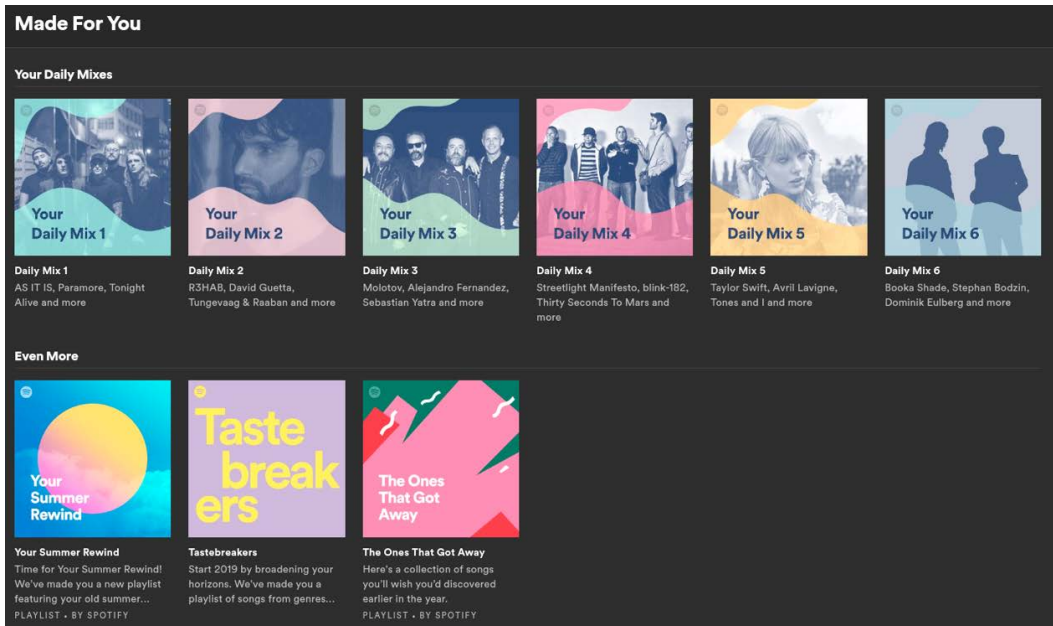 Made For You
Your Daily Mixes
Your
Daily Mix 1
Your
Daily Mix 2
Your
Daily Mix 3
Your
Daily Mix 4
Your
Daily Mix 5
Your
Daily Mix 6
Daily Mix 1
AS IT IS, Paramore, Tonight
Alive and more
Daily Mix 2
R3HAB, David Guetta,
Tungevaag & Raaban and more
Daily Mix 3
Molotov, Alejandro Fernandez,
Sebastian Yatra and more
Daily Mix 4
Streetlight Manifesto, blink-182,
Thirty Seconds To Mars and
more
Daily Mix 5
Taylor Swift, Avril Lavigne,
Tones and I and more
Daily Mix 6
Booka Shade, Stephan Bodzin,
Dominik Eulberg and more
Even More
Your
Summer
Rewind
Taste
break
ers
The Ones
That Got
Away
Your Summer Rewind
Time for Your Summer Rewind!
We've made you a new playlist
featuring your old summer...
PLAYLIST • BY SPOTIFY
Tastebreakers
Start 2019 by broadening your
horizons. We've made you a
playlist of songs from genres...
The Ones That Got Away
Here's a collection of songs
you'll wish you'd discovered
earlier in the year.
PLAYLIST • BY SPOTIFY